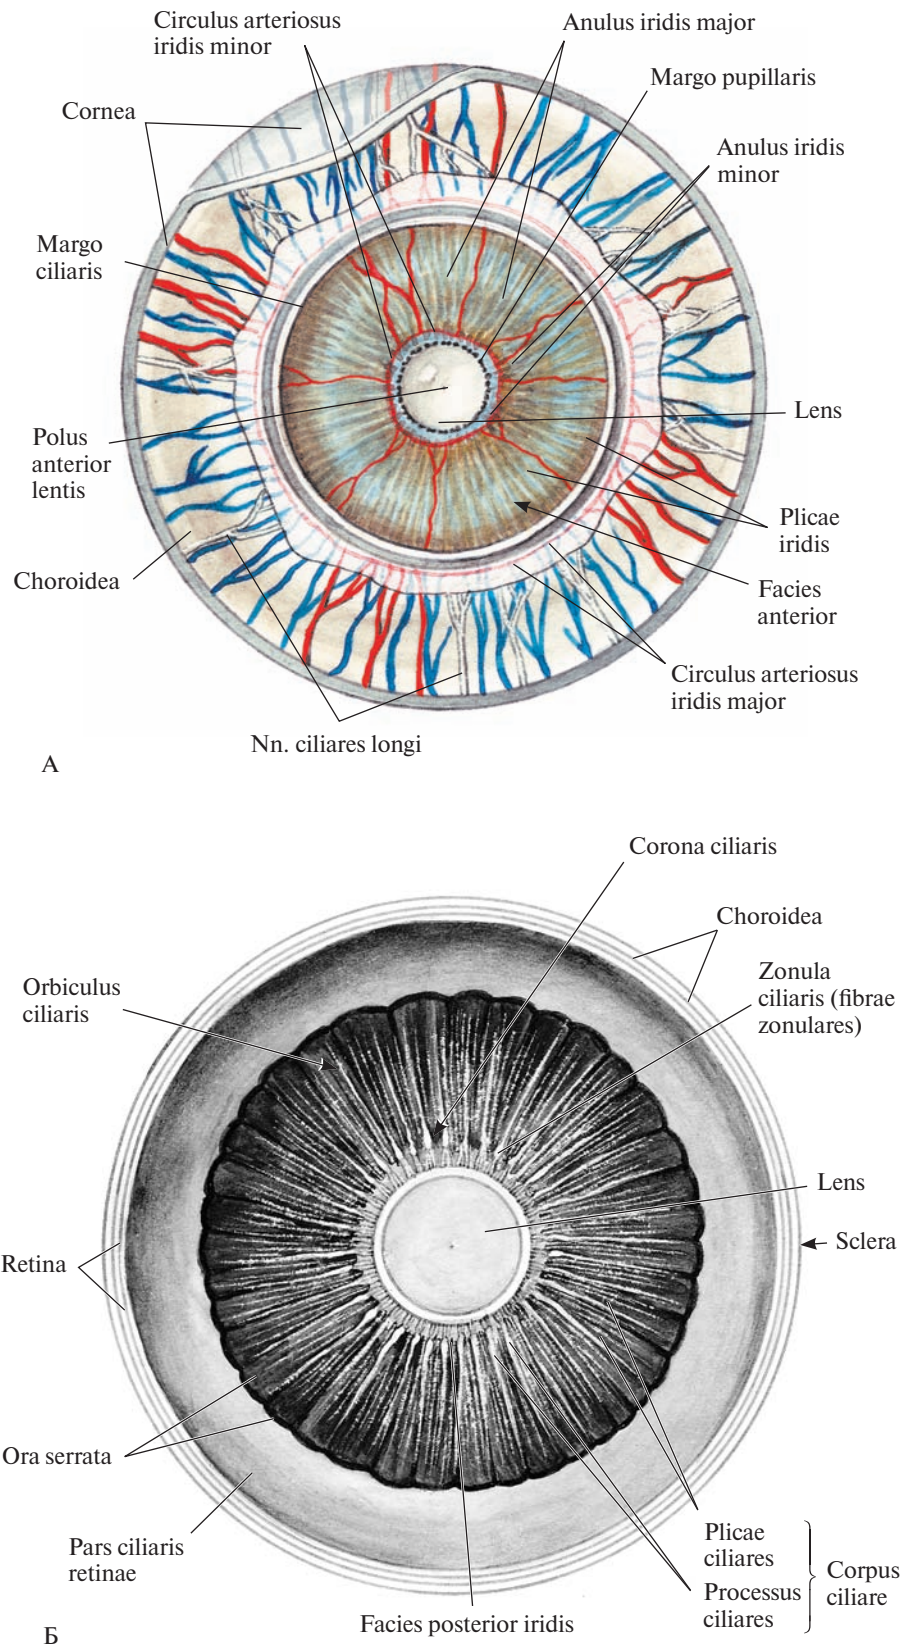 Circulus arteriosus
iridis minor
Anulus iridis major
Margo pupillaris
Cornea
Anulus iridis
minor
Margo
ciliaris
Lens
Polus
anterior
lentis
Plicae
iridis
Choroidea
Facies
anterior
Circulus arteriosus
iridis major
Nn. ciliares longi
А
Corona ciliaris
Choroidea
Zonula
ciliaris (fibrae
zonulares)
Orbiculus
ciliaris
Lens
Sclera
Retina
Ora serrata
Plicae
ciliares
Pars ciliaris
retinae
Corpus
ciliare
Processus
ciliares
Facies posterior iridis
Б